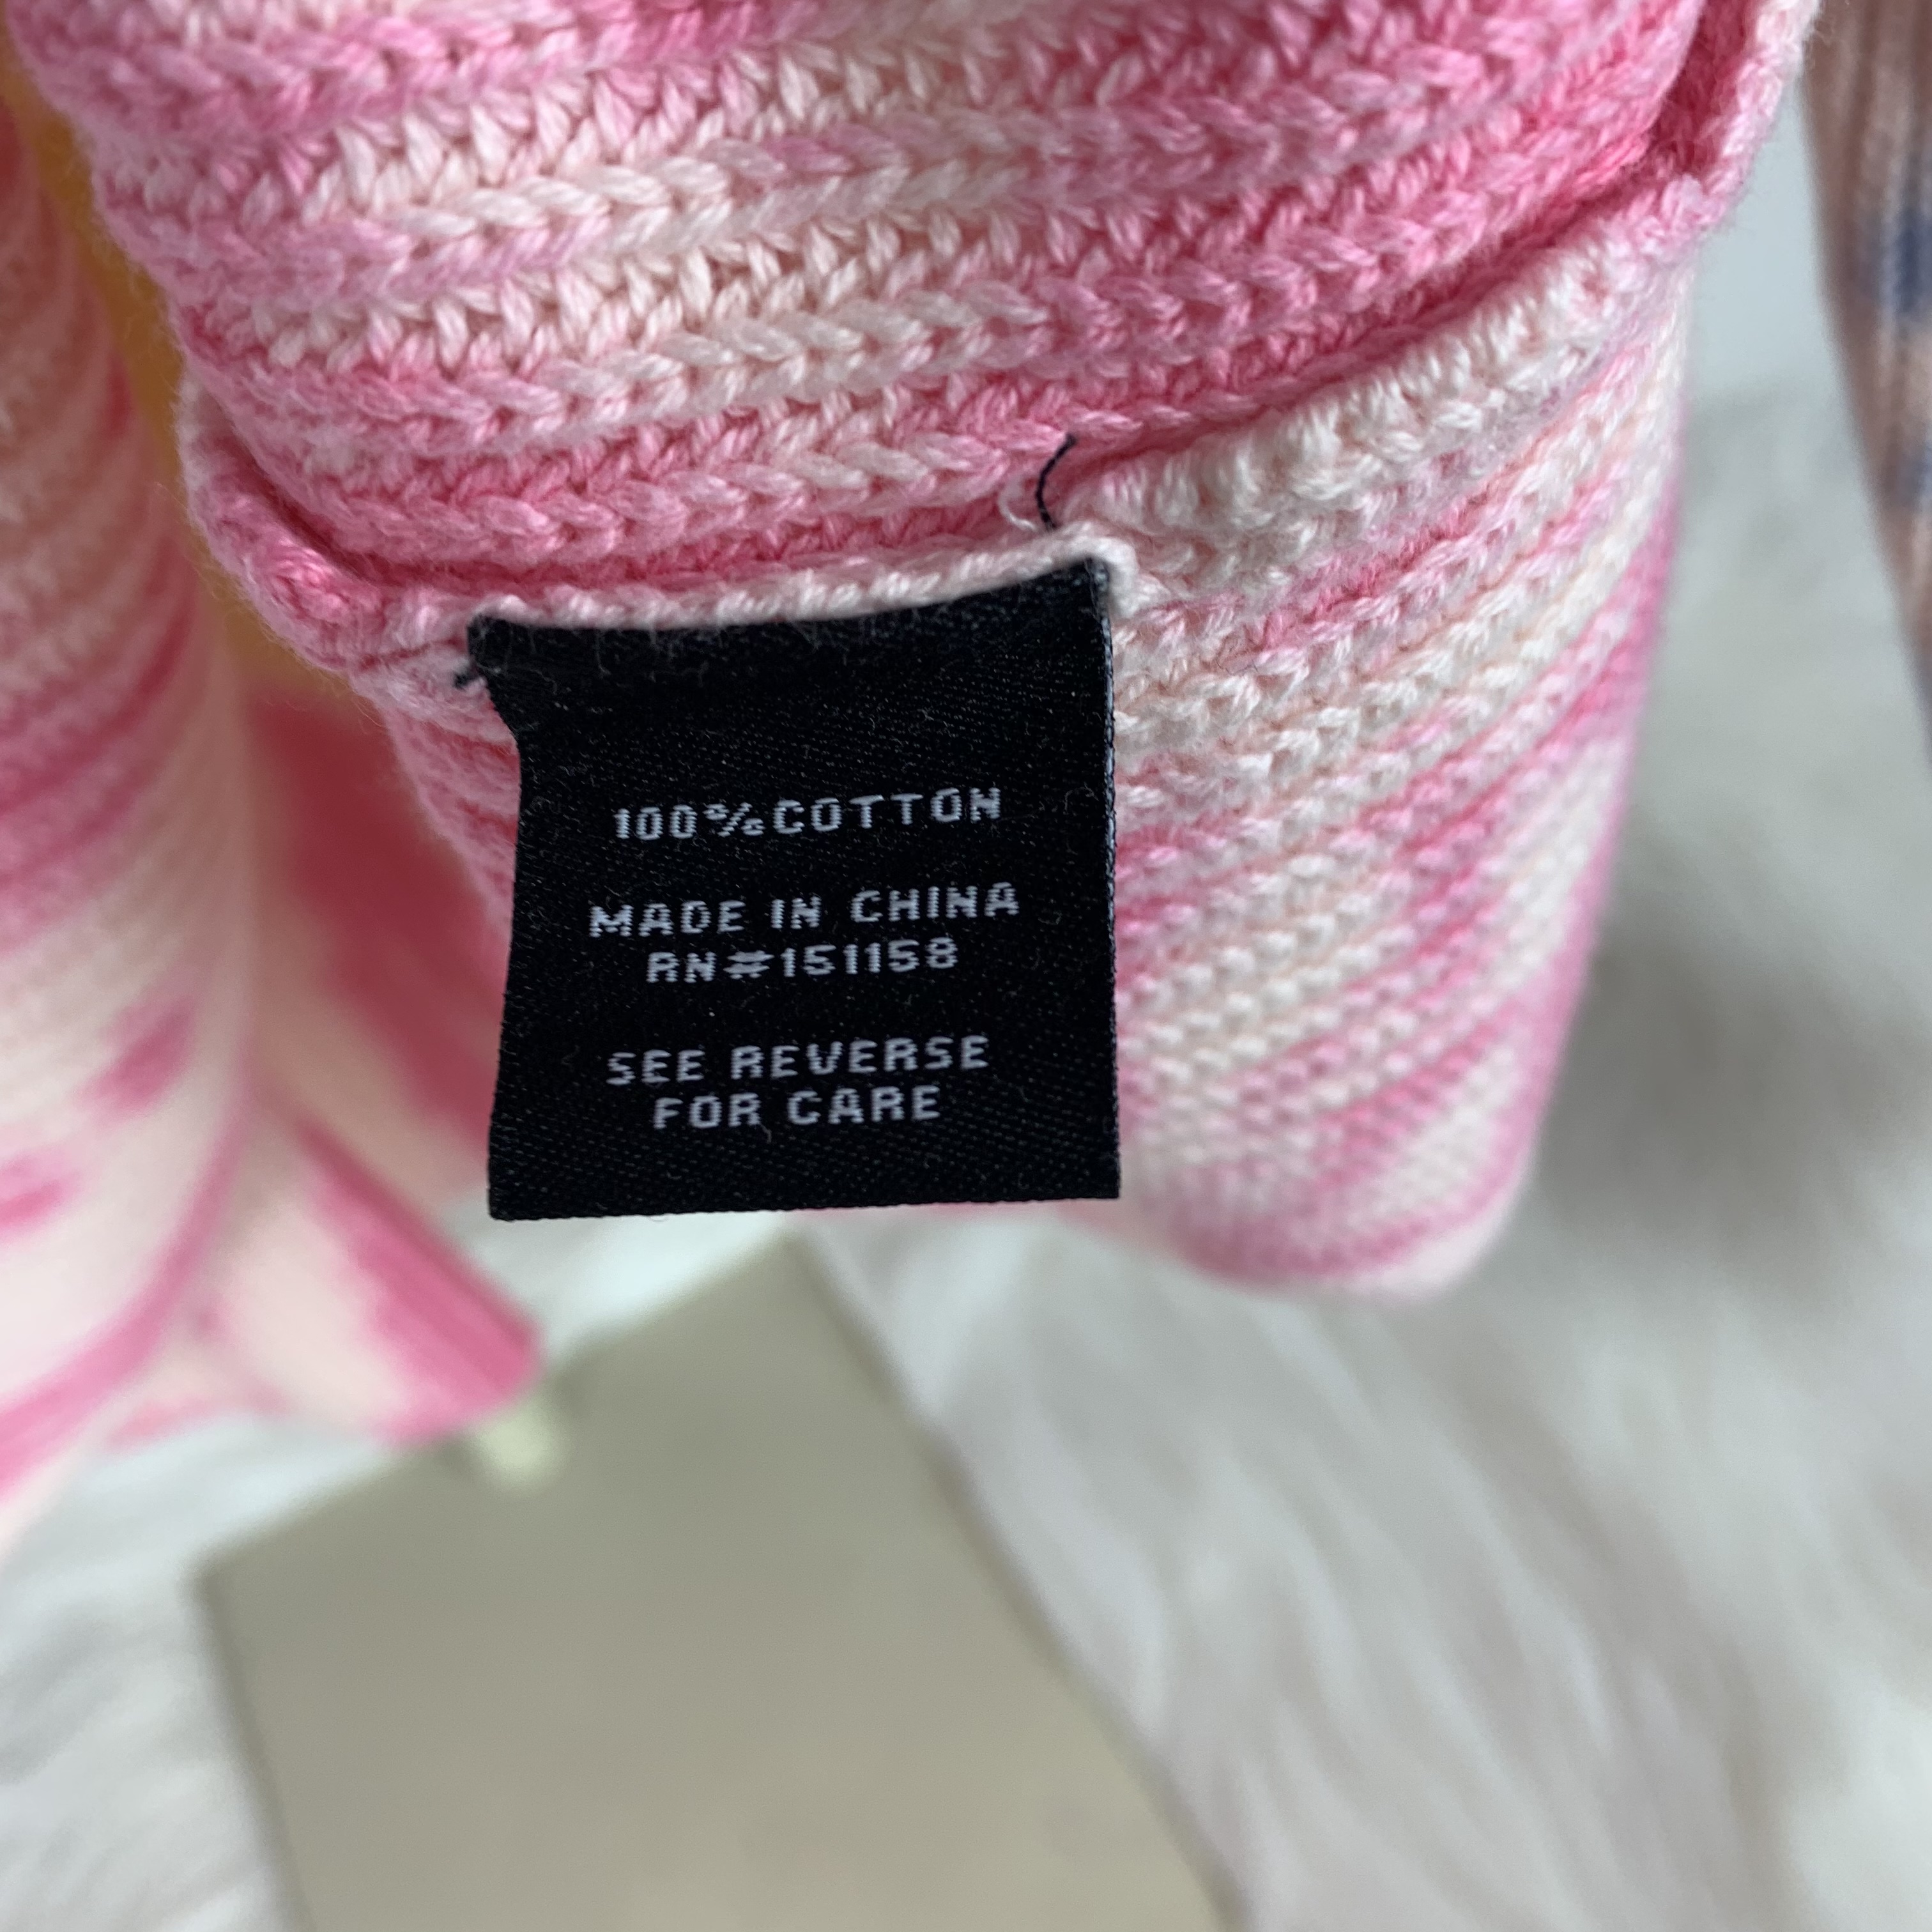 100%COTTON
MADE IN CHINA
RN#151158
SEE REVERSE
FOR CARE